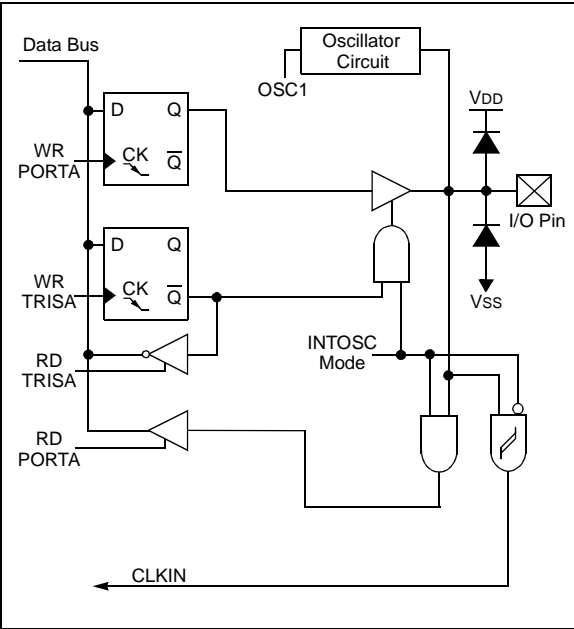 Data Bus
Oscillator
Circuit
OSC1
VDD
D Q
WR
PORTA
CK Q
I/O Pin
D Q
WR
TRISA
CK Q
VSS
INTOSC
Mode
RD
TRISA
RD
PORTA
CLKIN